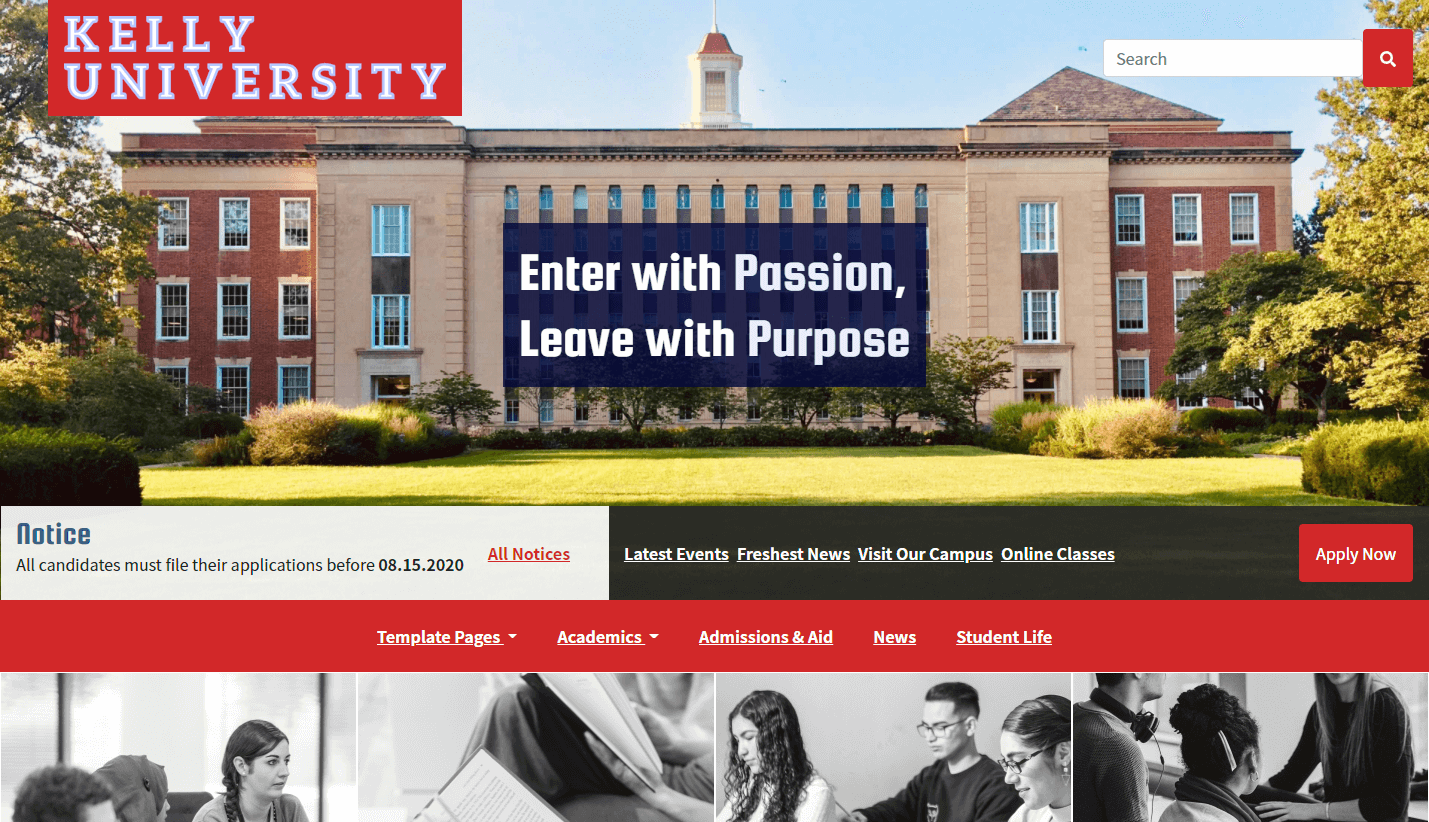 KELLY
UNIVERSITY
Search
Enter with Passion,
Leave with Purpose
Notice
All candidates must file their applications before 08.15.2020
All Notices
Latest Events Freshest News Visit Our Campus Online Classes
Apply Now
Template Pages Academics Admissions & Aid News Student Life